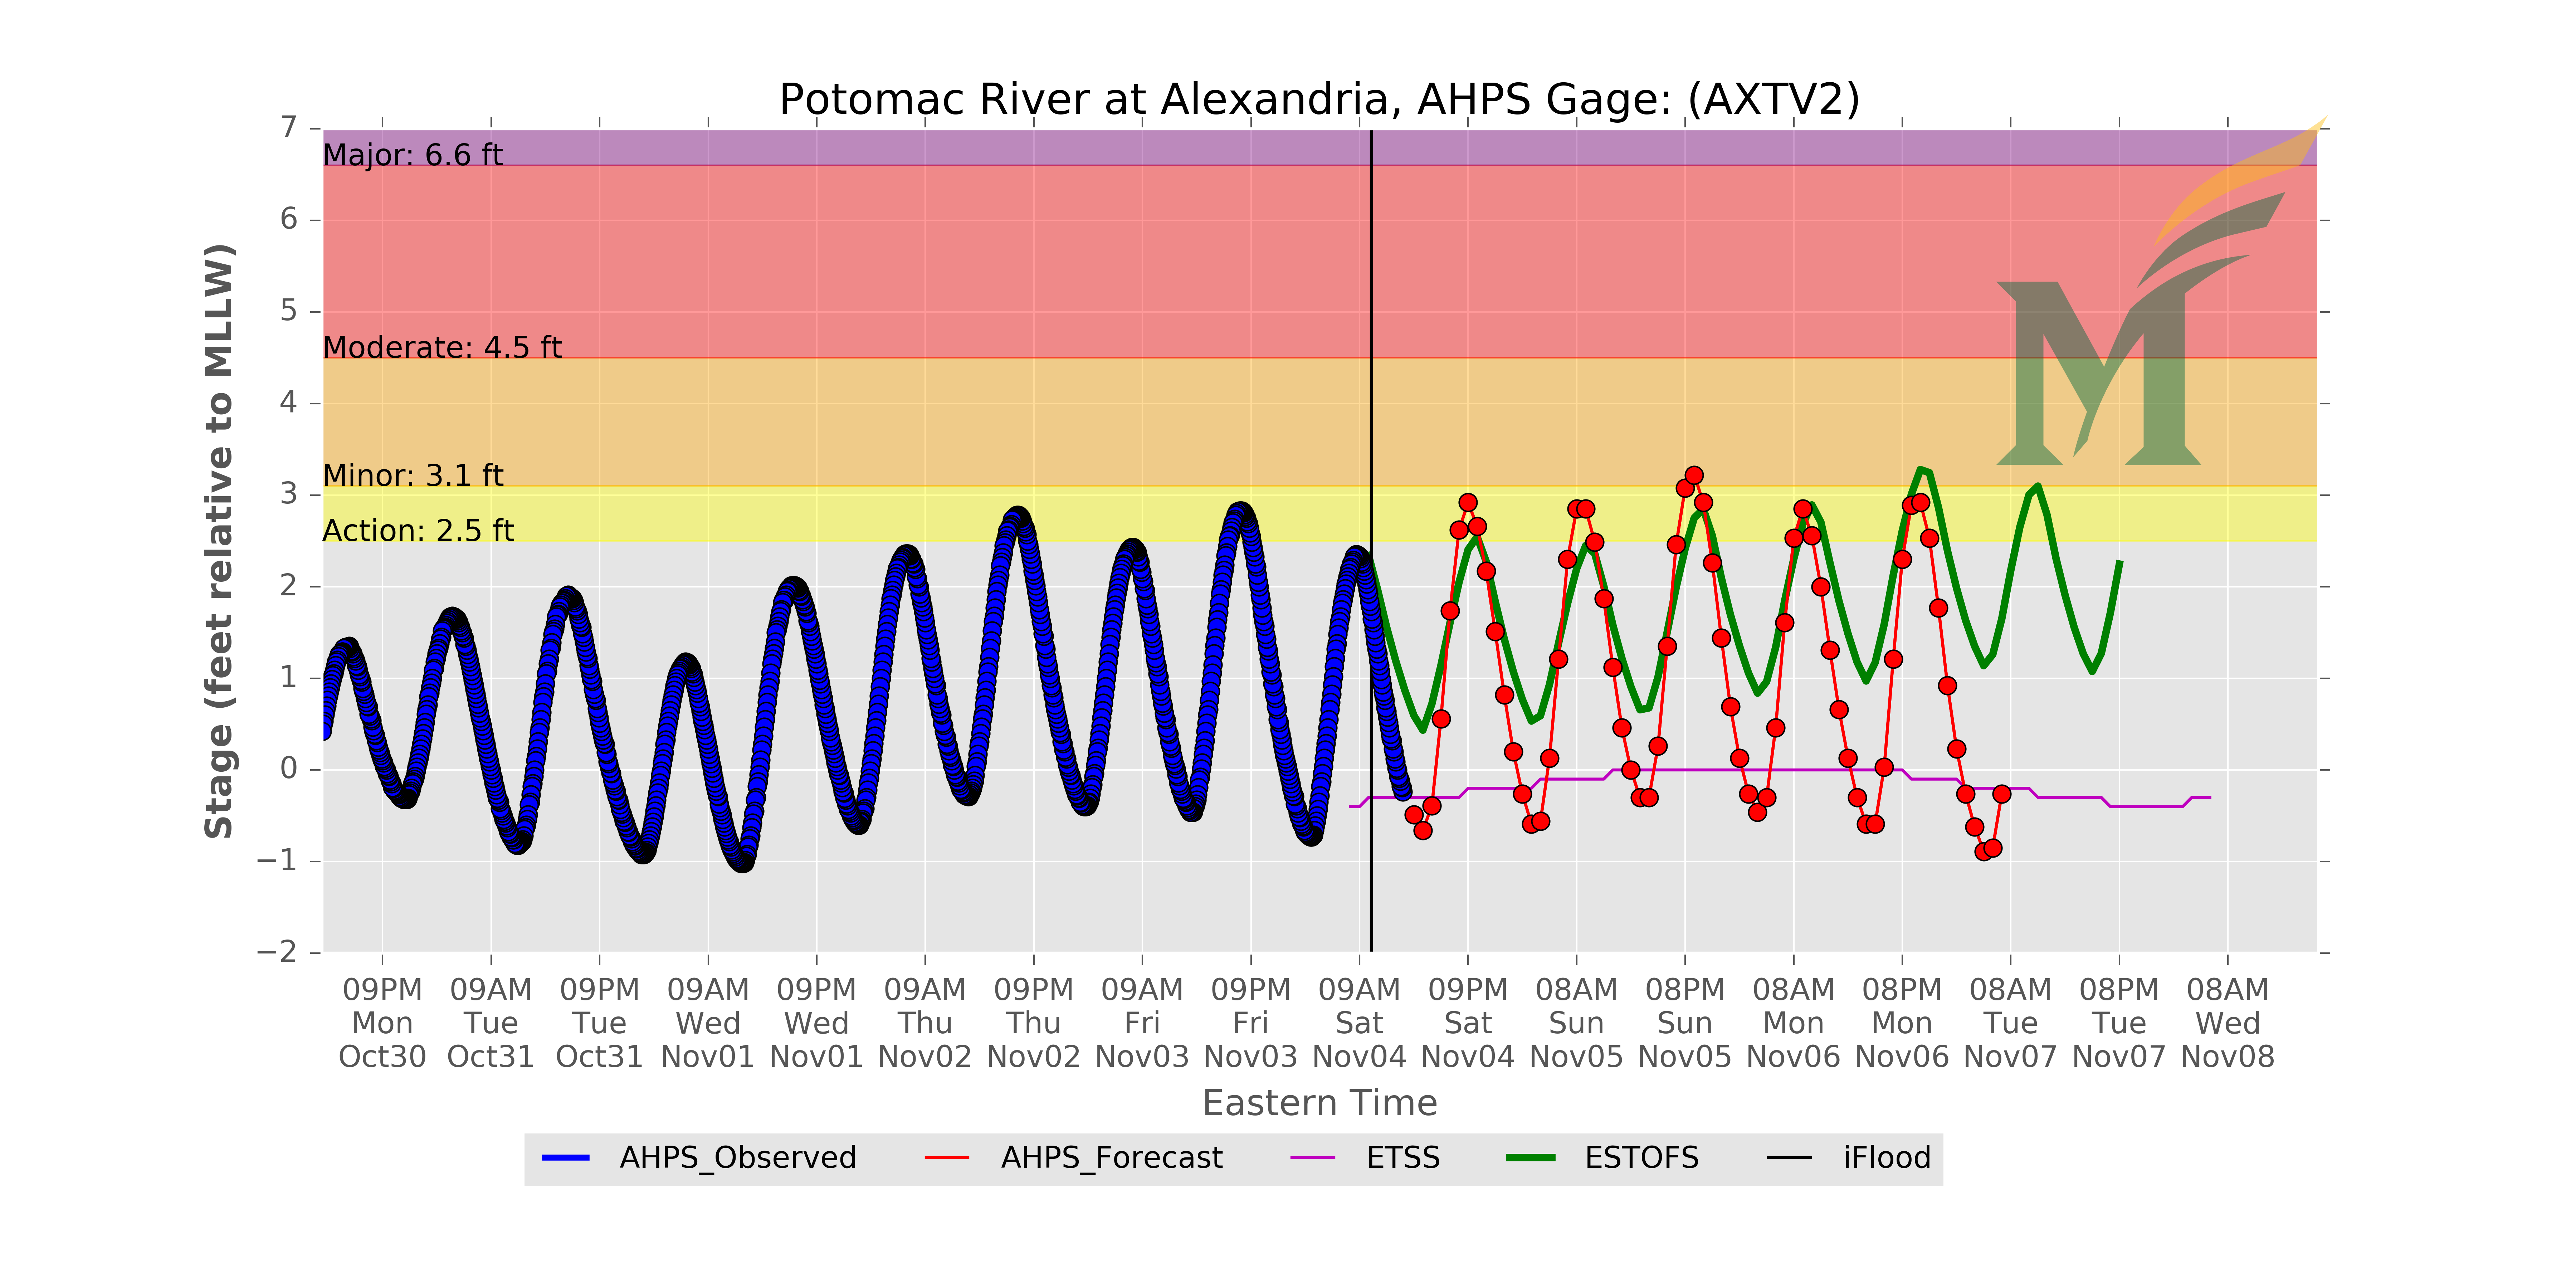 Potomac River at Alexandria, AHPS Gage: (AXTV2)
Stage (feet relative to MLLW)
7
6
5
4
3
2
1
0
−1
−2
Major: 6.6 ft
Moderate: 4.5 ft
Minor: 3.1 ft
Action: 2.5 ft
M
09PM 09AM 09PM 09AM 09PM 09AM 09PM 09AM 09PM 09AM 09PM 08AM 08PM 08AM 08PM 08AM 08PM 08AM
Mon Tue Tue Wed Wed Thu Thu Fri Fri Sat Sat Sun Sun Mon Mon Tue Tue Wed
Oct30 Oct31 Oct31 Nov01 Nov01 Nov02 Nov02 Nov03 Nov03 Nov04 Nov04 Nov05 Nov05 Nov06 Nov06 Nov07 Nov07 Nov08
Eastern Time
AHPS_Observed AHPS_Forecast ETSS ESTOFS iFlood